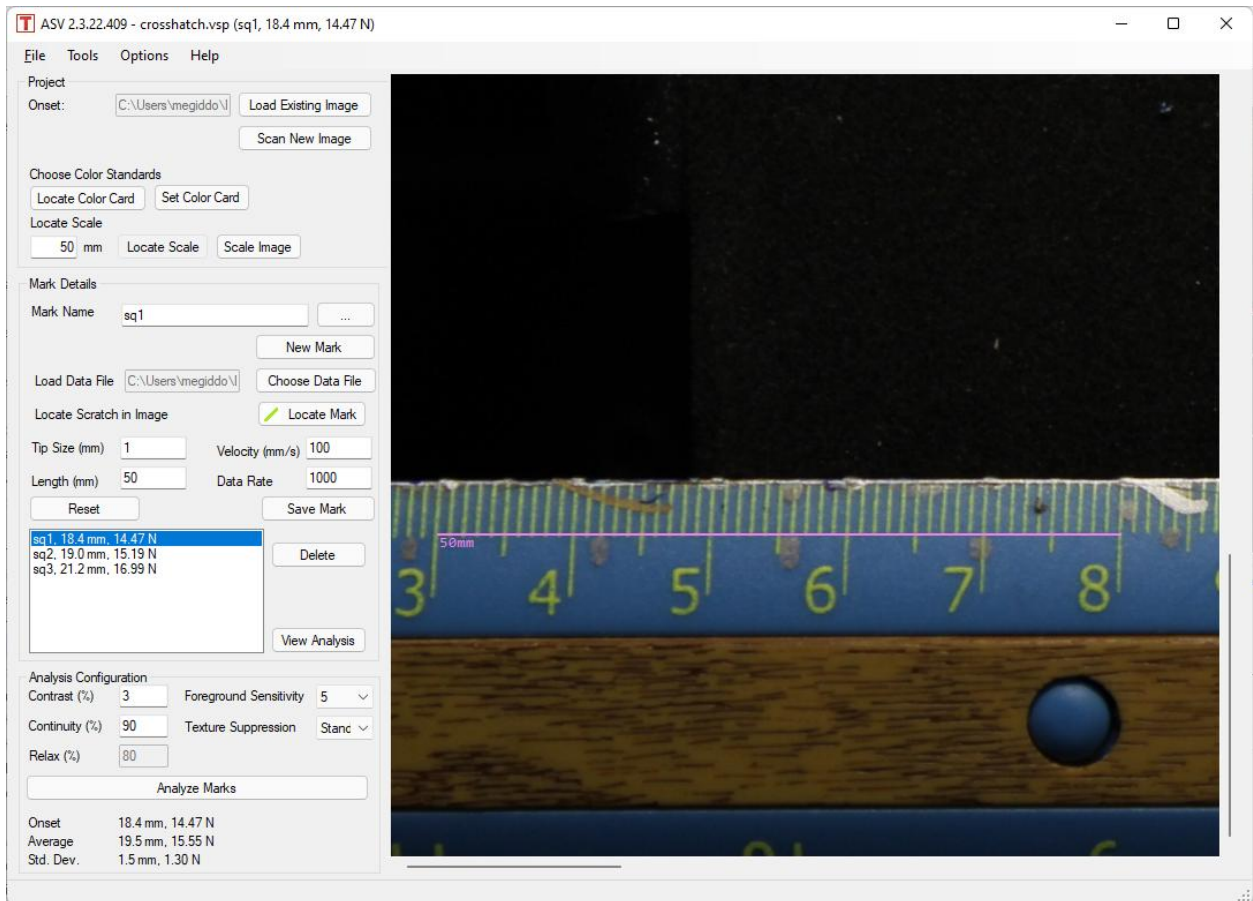 ASV 2.3.22.409 - crosshatch.vsp (sq1, 18.4 mm, 14.47 N)
File Tools Options Help
Project
Onset: C:\Users\megiddo\I Load Existing Image
Scan New Image
Choose Color Standards
Locate Color Card Set Color Card
Locate Scale
50 mm Locate Scale Scale Image
Mark Details
Mark Name sq1 ...
New Mark
Load Data File C:\Users\megiddo\I Choose Data File
Locate Scratch in Image Locate Mark
Tip Size (mm) 1 Velocity (mm/s) 100
Length (mm) 50 Data Rate 1000
Reset Save Mark
sq1, 18.4 mm, 14.47 N
sq2, 19.0 mm, 15.19 N
sq3, 21.2 mm, 16.99 N
Delete
View Analysis
Analysis Configuration
Contrast (%) 3 Foreground Sensitivity 5
Continuity (%) 90 Texture Suppression Stanc
Relax (%) 80
Analyze Marks
Onset 18.4 mm, 14.47 N
Average 19.5 mm, 15.55 N
Std. Dev. 1.5 mm, 1.30 N
50mm
3 4 5 6 7 8